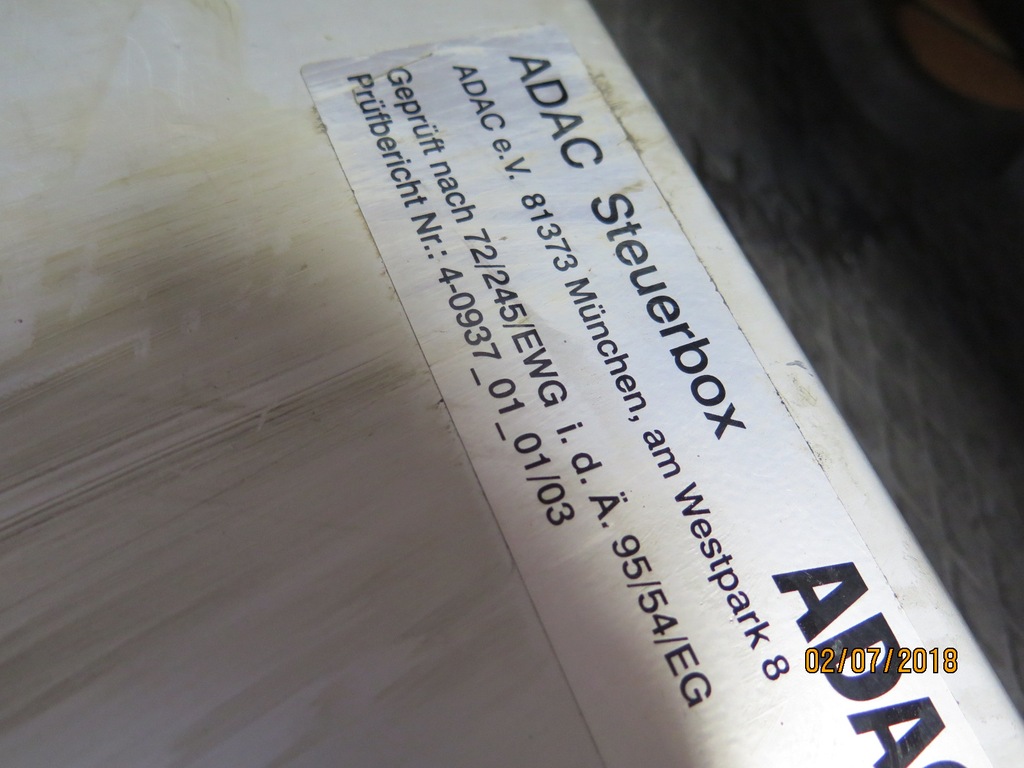 ADAC Steuerbox
ADAC e.V. 81373 München, am Westpark 8
Geprüft nach 72/245/EWG i. d. Ä. 95/54/EG
Prüfbericht Nr.: 4-0937_01_01/03
ADAC
02/07/2018